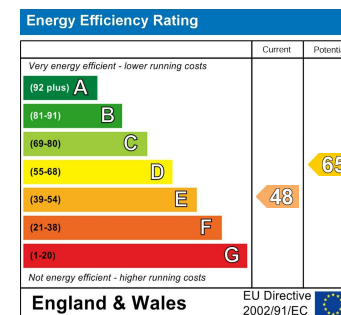 Energy Efficiency Rating
Current Potenti
Very energy efficient - lower running costs
(92 plus) A
(81-91) B
(69-80) C
(55-68) D
65
(39-54) E
48
(21-38) F
(1-20) G
Not energy efficient - higher running costs
England & Wales
EU Directive
2002/91/EC